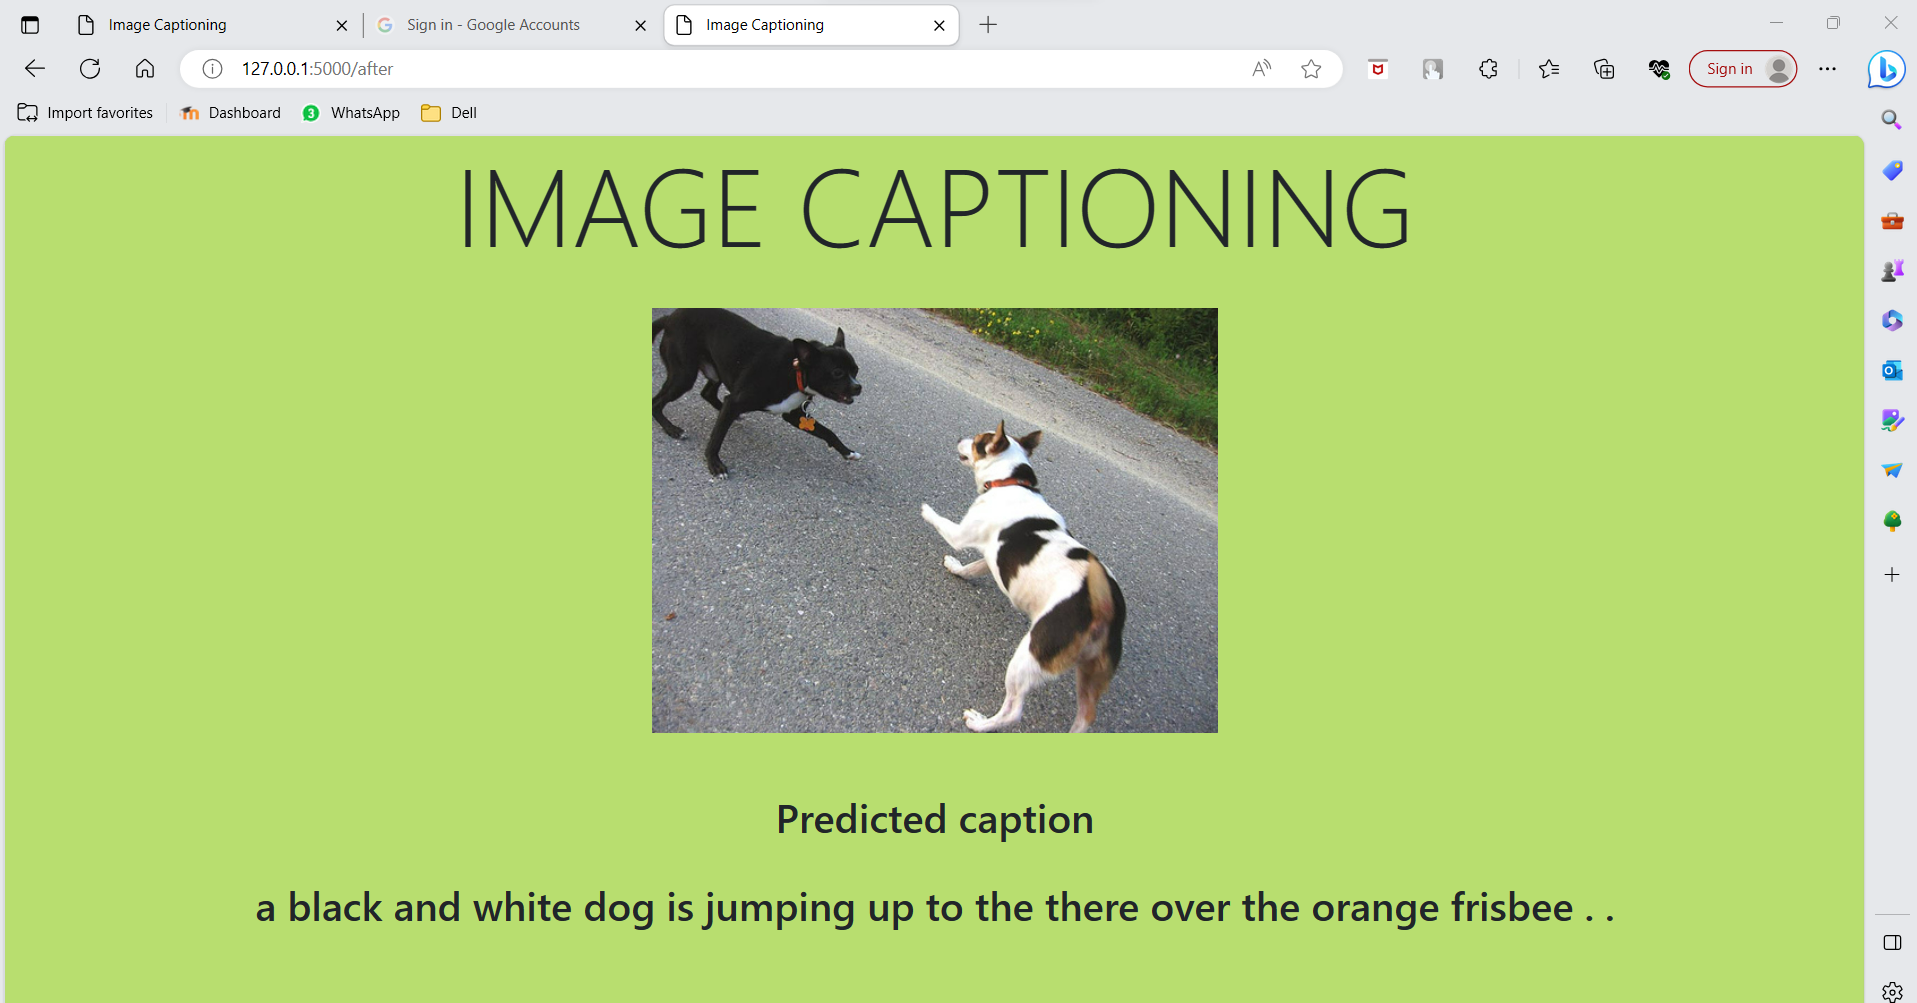 Image Captioning
Sign in - Google Accounts
Image Captioning
127.0.0.1:5000/after
Sign in
Import favorites
Dashboard
3
WhatsApp
Dell
IMAGE CAPTIONING
Predicted caption
a black and white dog is jumping up to the there over the orange frisbee . .